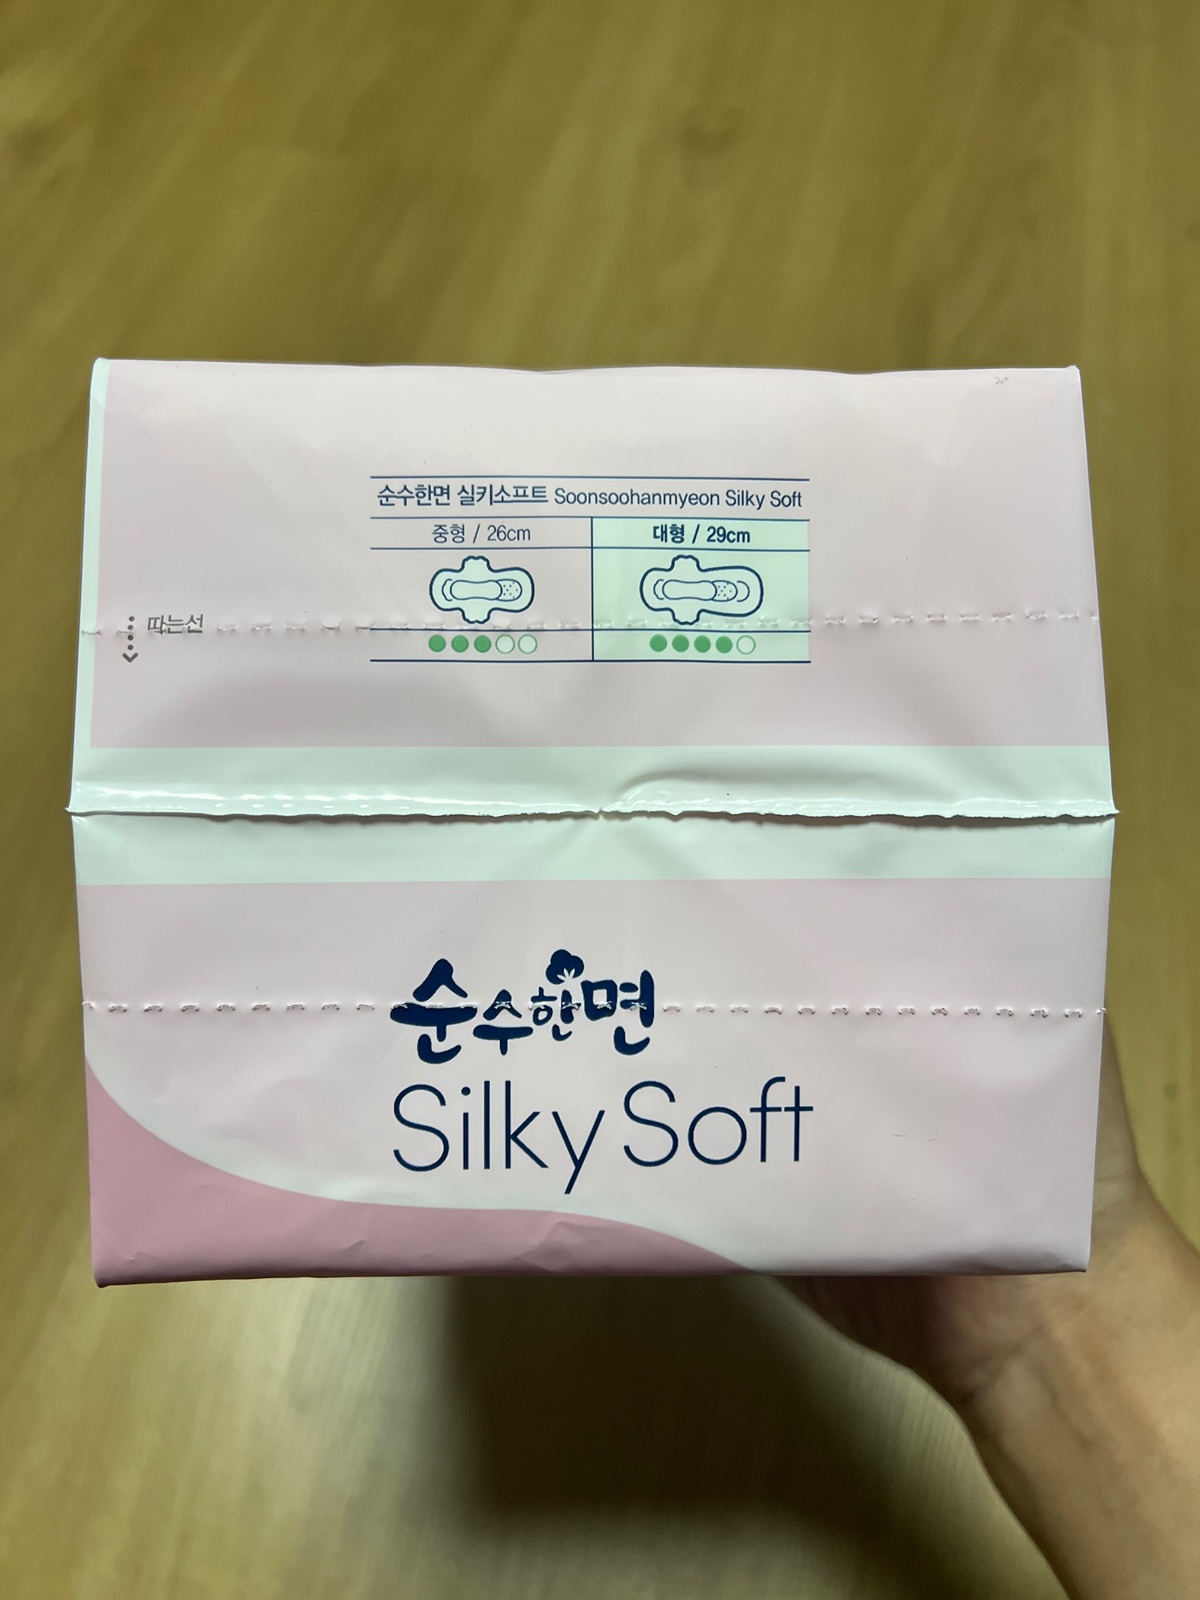 순수한면 실키소프트 Soonsoohanmyeon Silky Soft
중형 / 26cm
대형 / 29cm
따는선
순수한면
Silky Soft